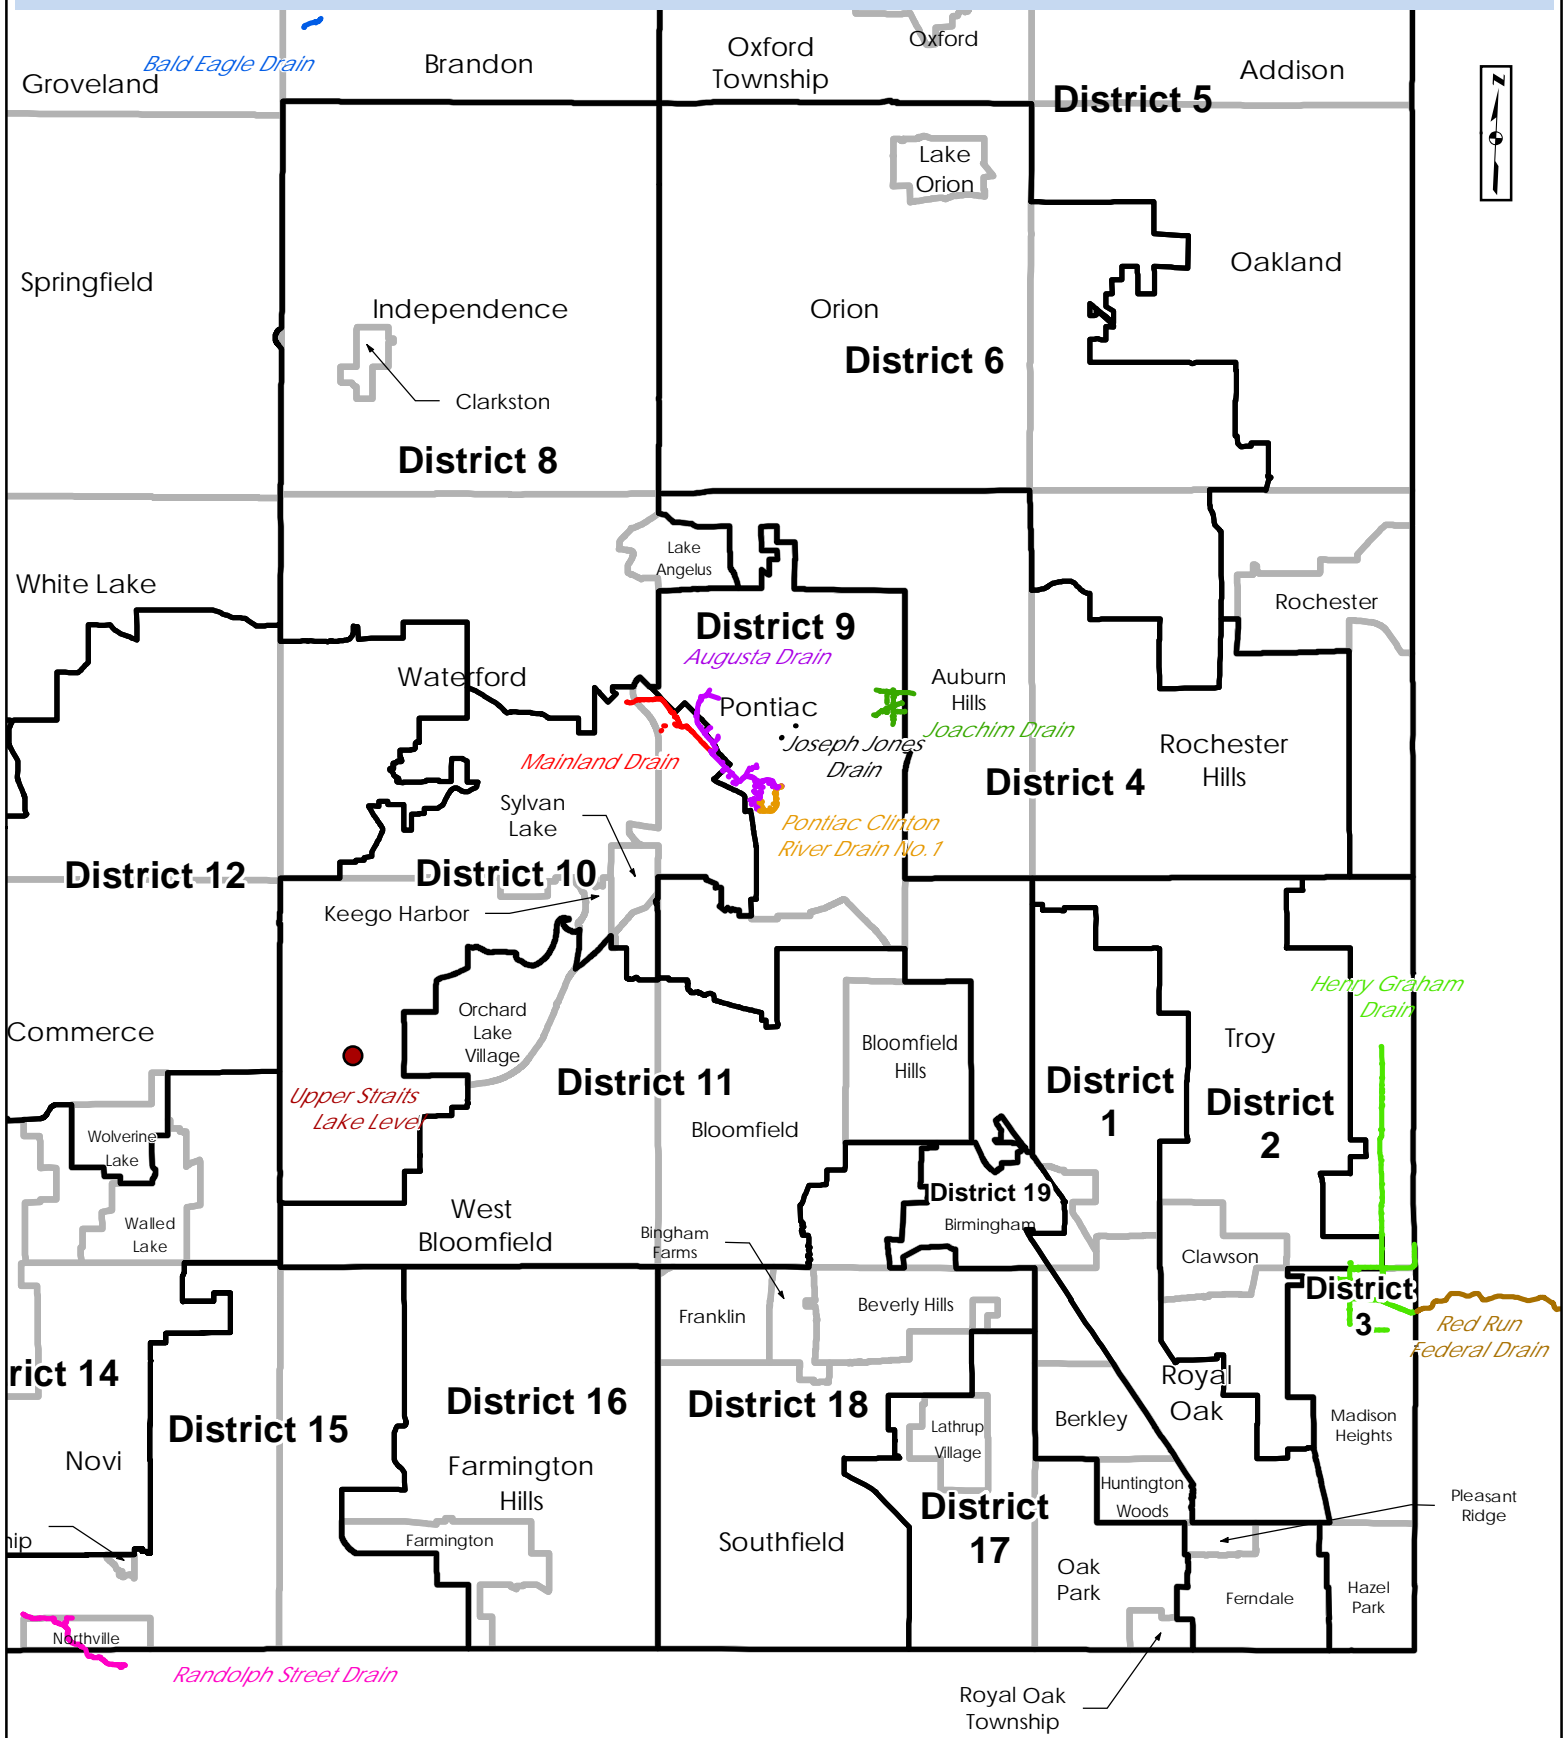 Oxford
Bald Eagle Drain
Brandon
Oxford
Township
Addison
Groveland
District 5
N
Lake
Orion
Springfield
Oakland
Independence
Orion
District 6
Clarkston
District 8
Lake
Angelus
White Lake
Rochester
District 9
Augusta Drain
Waterford
Auburn
Hills
Pontiac
Joachim Drain
Joseph Jones
Drain
Mainland Drain
Rochester
Hills
District 4
Sylvan
Lake
Pontiac Clinton
River Drain No.1
District 12
District 10
Keego Harbor
Henry Graham
Drain
Orchard
Lake
Village
Commerce
Troy
Bloomfield
Hills
District 11
District
1
District
2
Upper Straits
Lake Level
Wolverine
Lake
Bloomfield
District 19
Walled
Lake
West
Bloomfield
Birmingham
Bingham
Farms
Clawson
District
3
Franklin
Beverly Hills
Red Run
Federal Drain
rict 14
Royal
Oak
District 16
District 18
District 15
Berkley
Lathrup
Village
Madison
Heights
Novi
Farmington
Hills
Huntington
Woods
Pleasant
Ridge
District
17
hip
Farmington
Southfield
Oak
Park
Ferndale
Hazel
Park
Northville
Randolph Street Drain
Royal Oak
Township